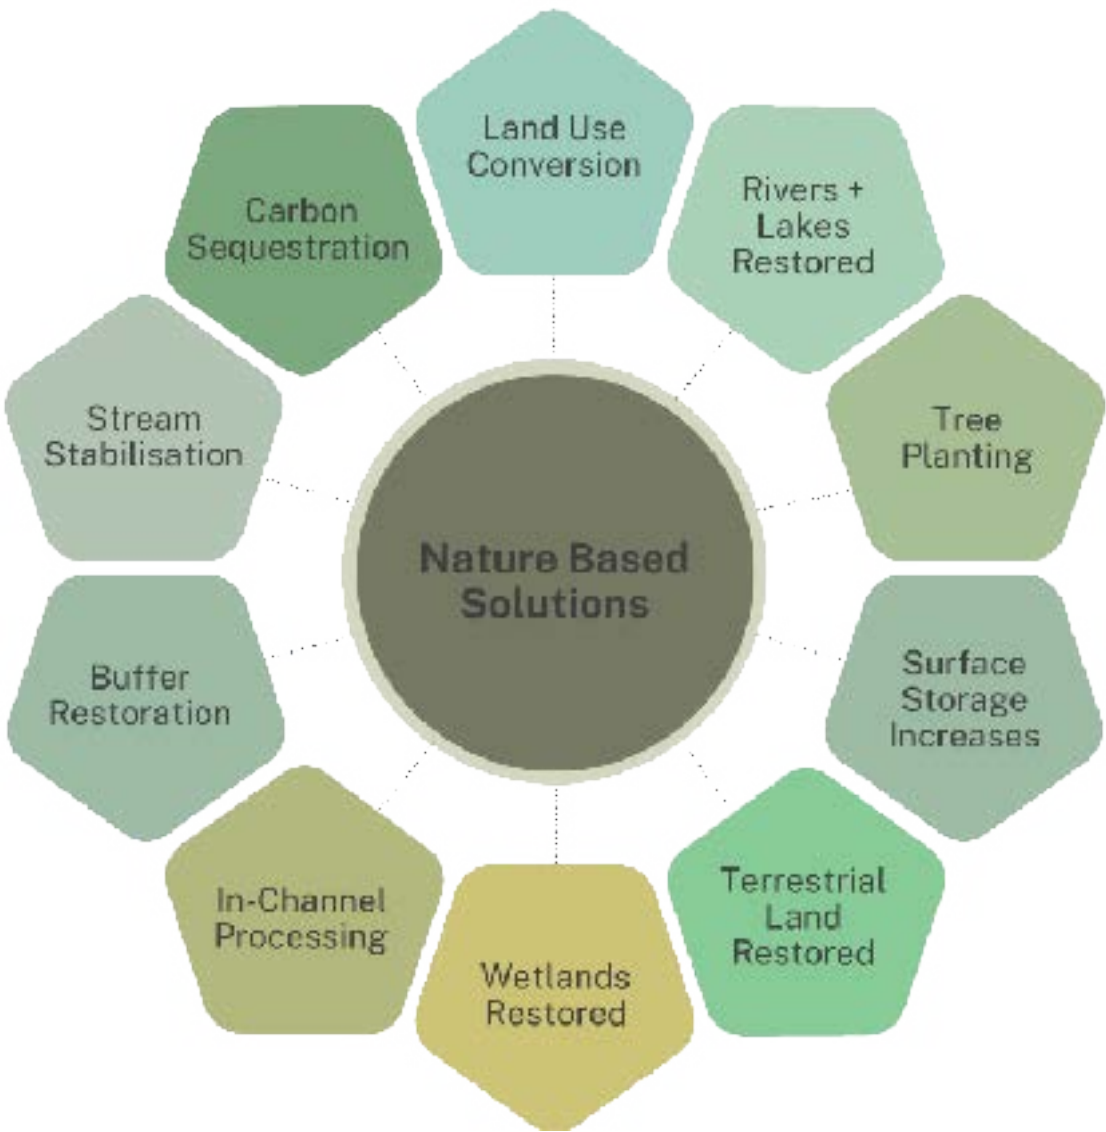 Land Use
Conversion
Rivers +
Lakes
Restored
Tree
Planting
Surface
Storage
Increases
Terrestrial
Land
Restored
Wetlands
Restored
In-Channel
Processing
Buffer
Restoration
Stream
Stabilisation
Carbon
Sequestration
Nature Based
Solutions